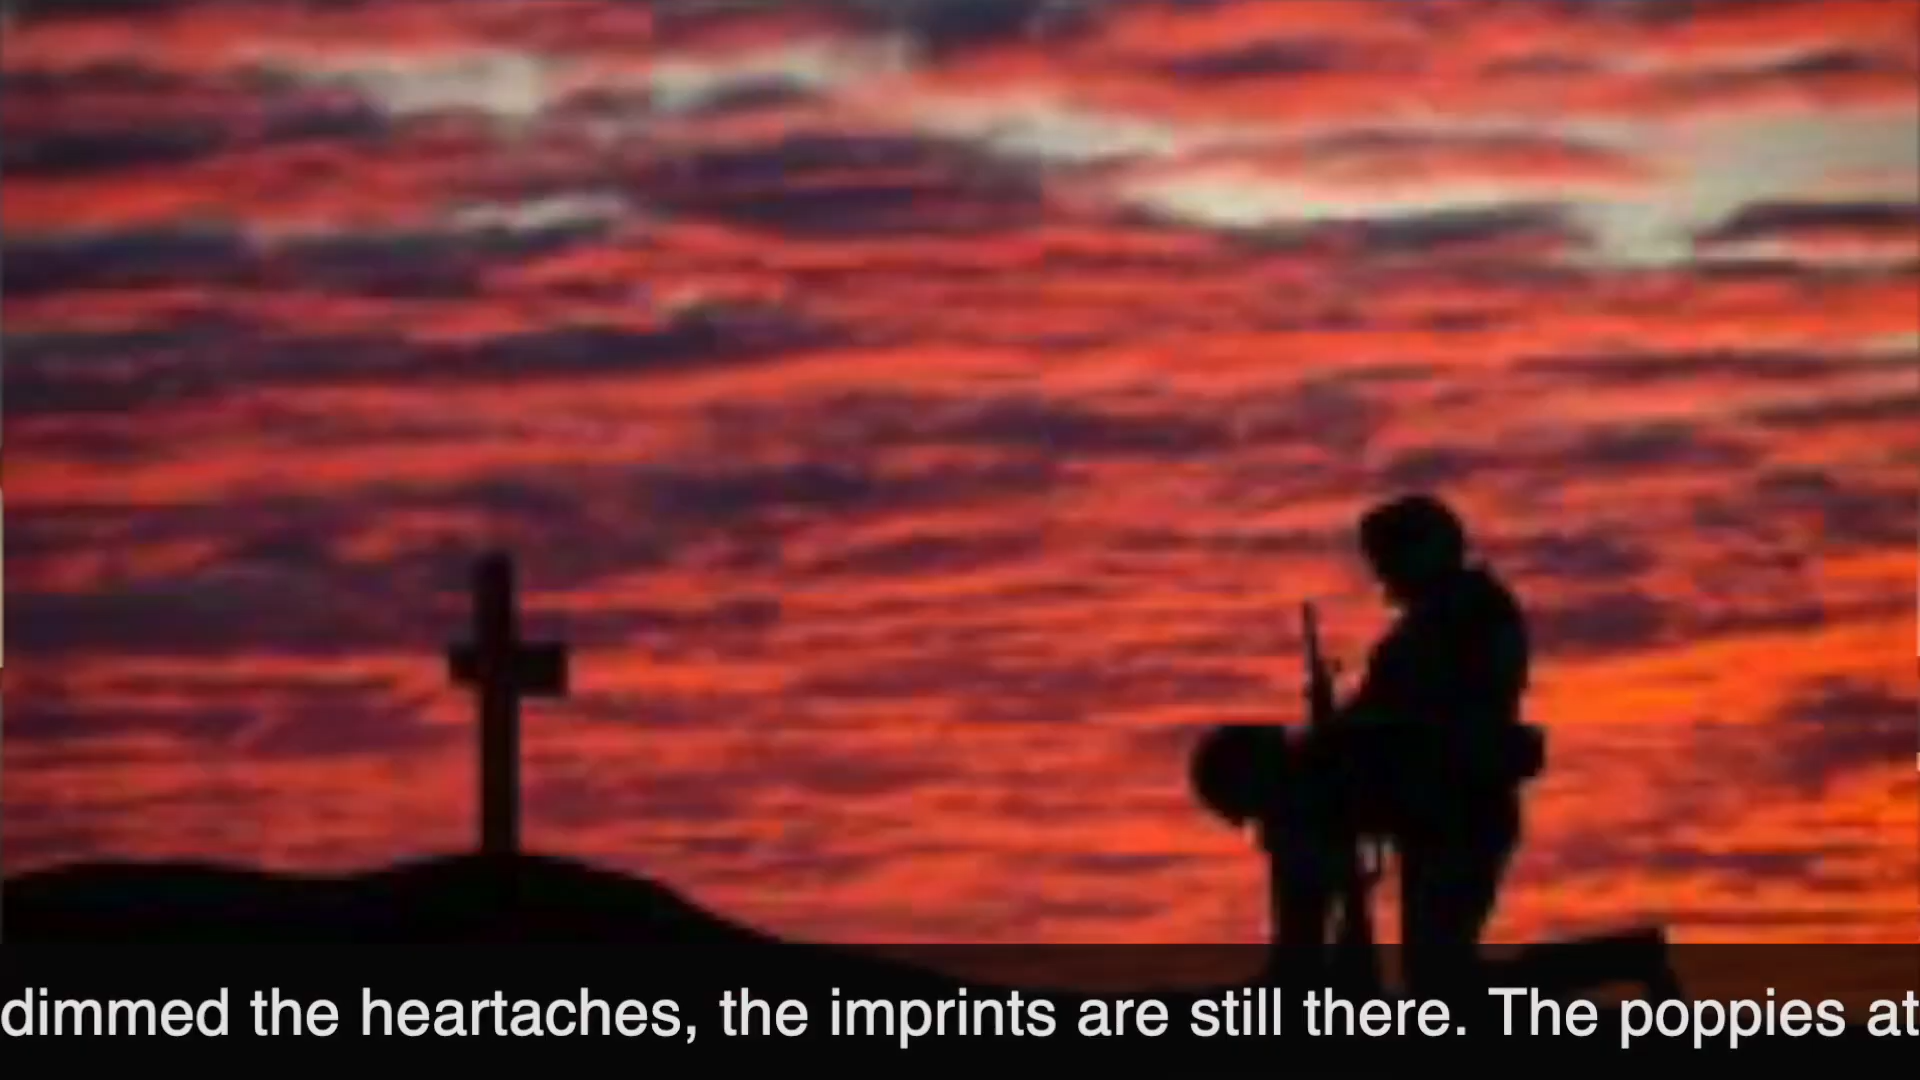 dimmed the heartaches, the imprints are still there. The poppies at